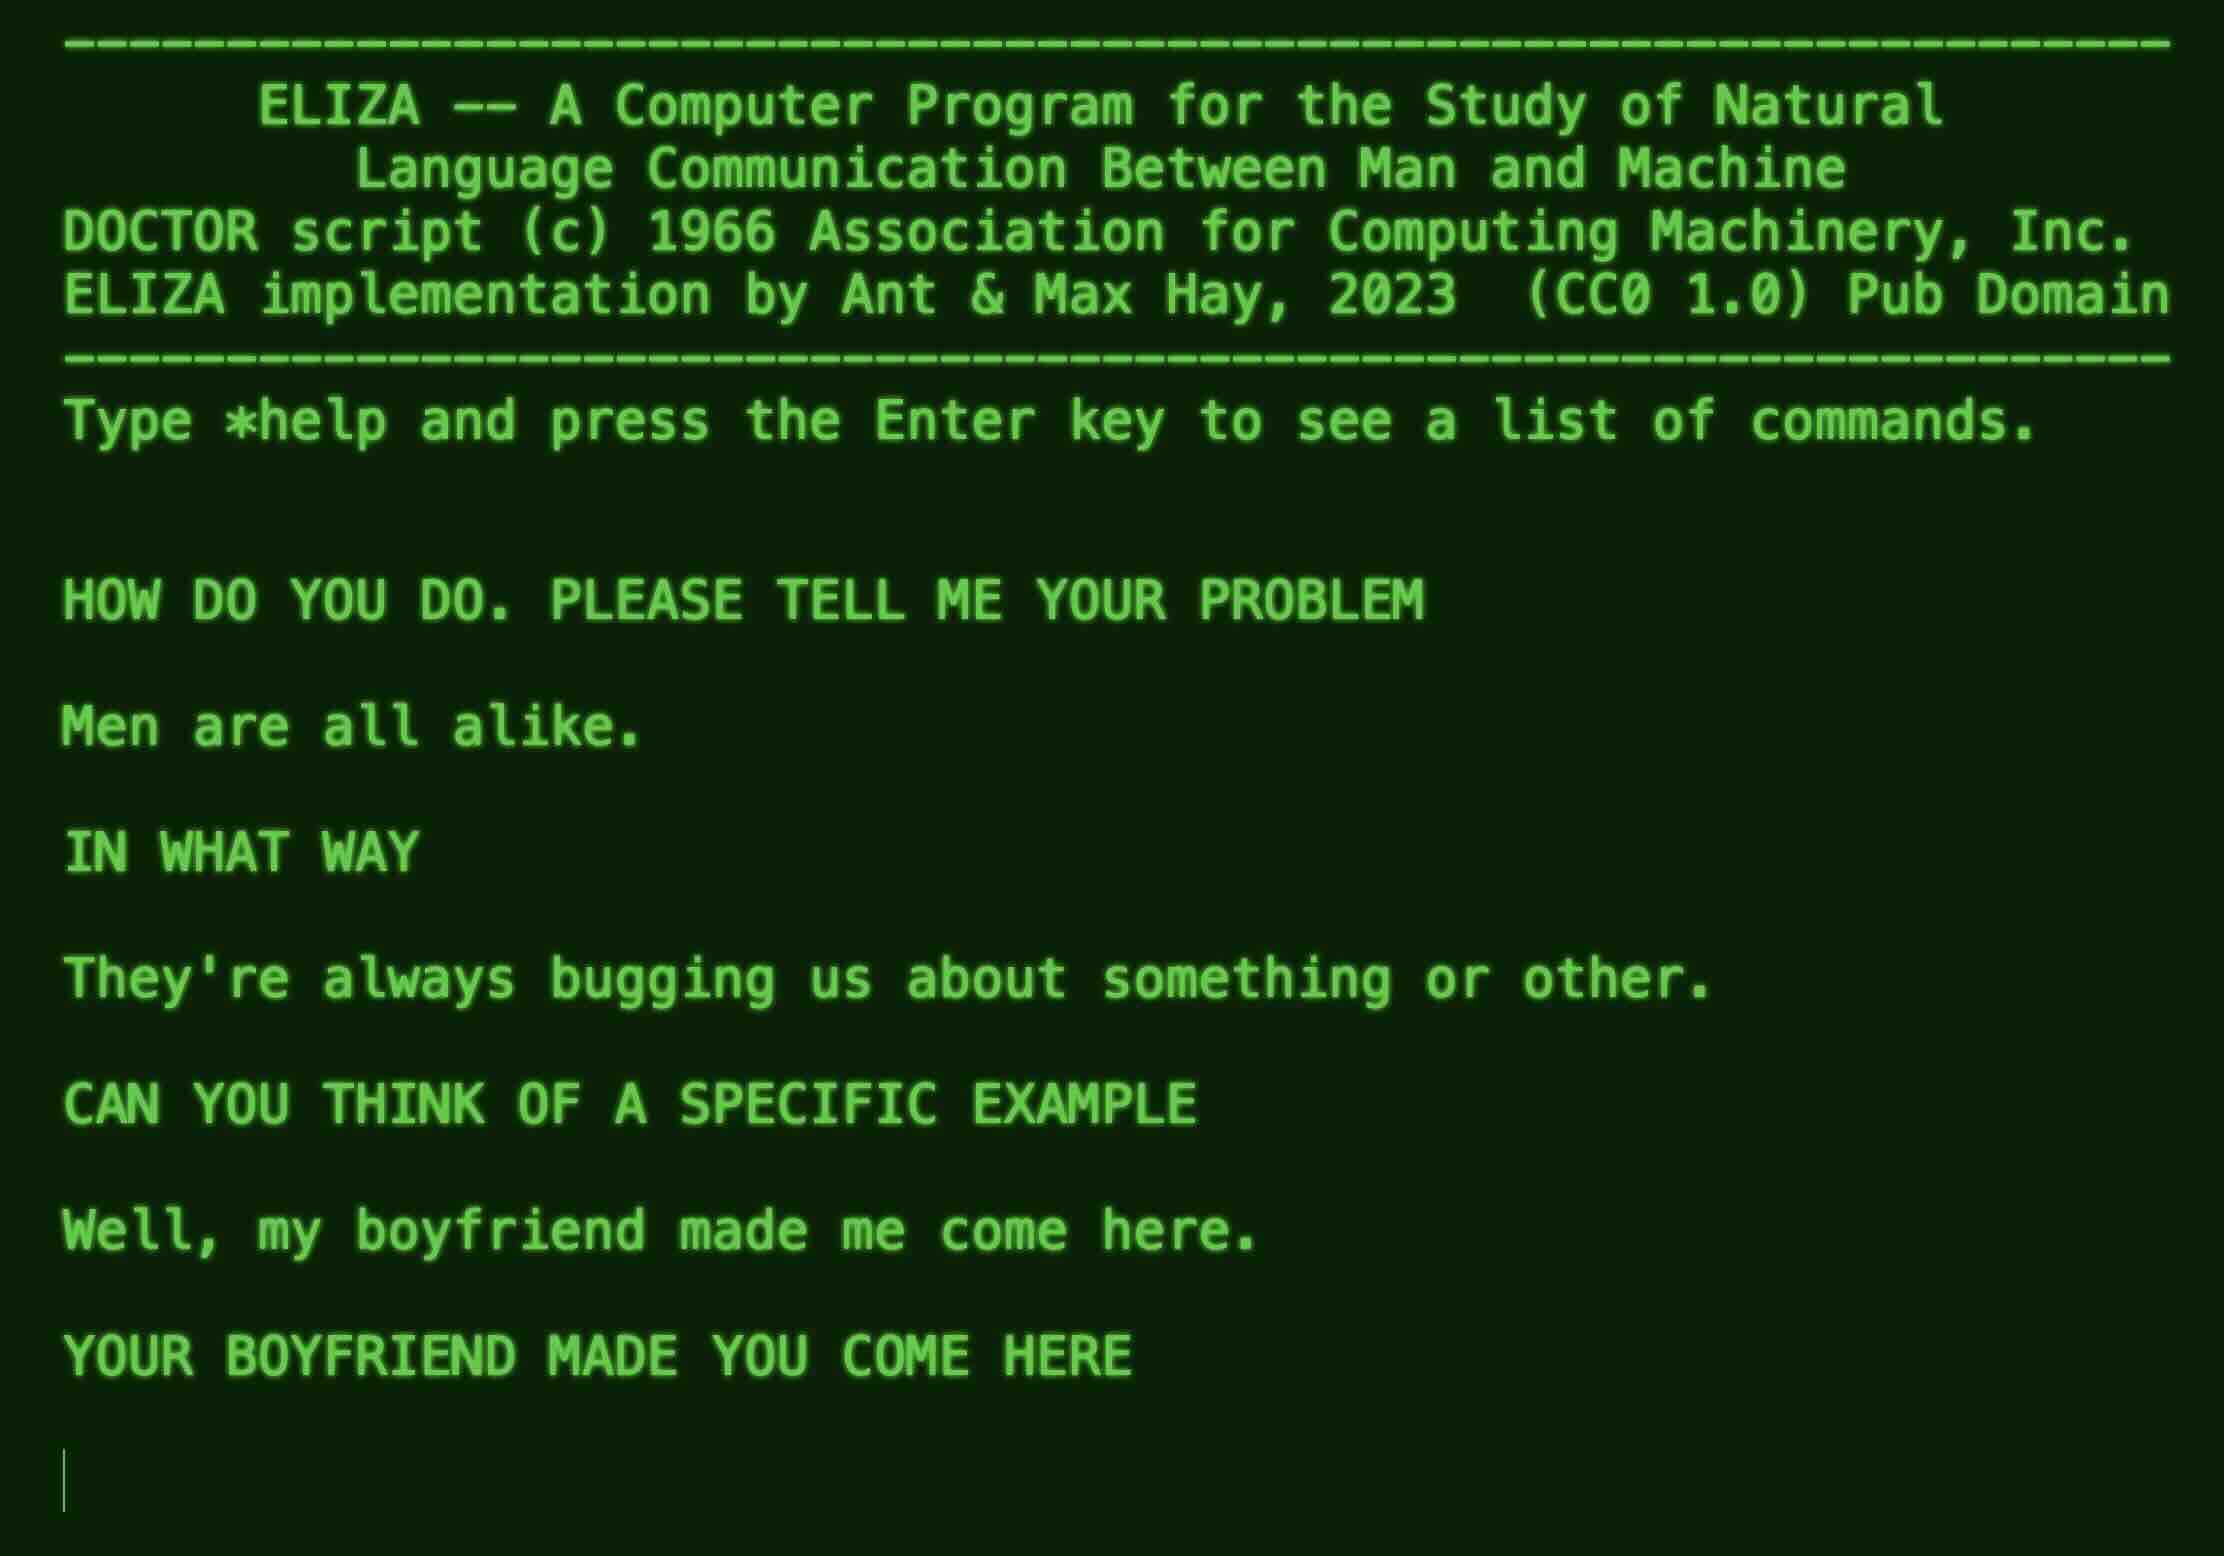 -----------------------------------------------------------------
ELIZA -- A Computer Program for the Study of Natural
Language Communication Between Man and Machine
DOCTOR script (c) 1966 Association for Computing Machinery, Inc.
ELIZA implementation by Ant & Max Hay, 2023  (CC0 1.0) Pub Domain
-----------------------------------------------------------------
Type *help and press the Enter key to see a list of commands.
HOW DO YOU DO. PLEASE TELL ME YOUR PROBLEM
Men are all alike.
IN WHAT WAY
They're always bugging us about something or other.
CAN YOU THINK OF A SPECIFIC EXAMPLE
Well, my boyfriend made me come here.
YOUR BOYFRIEND MADE YOU COME HERE